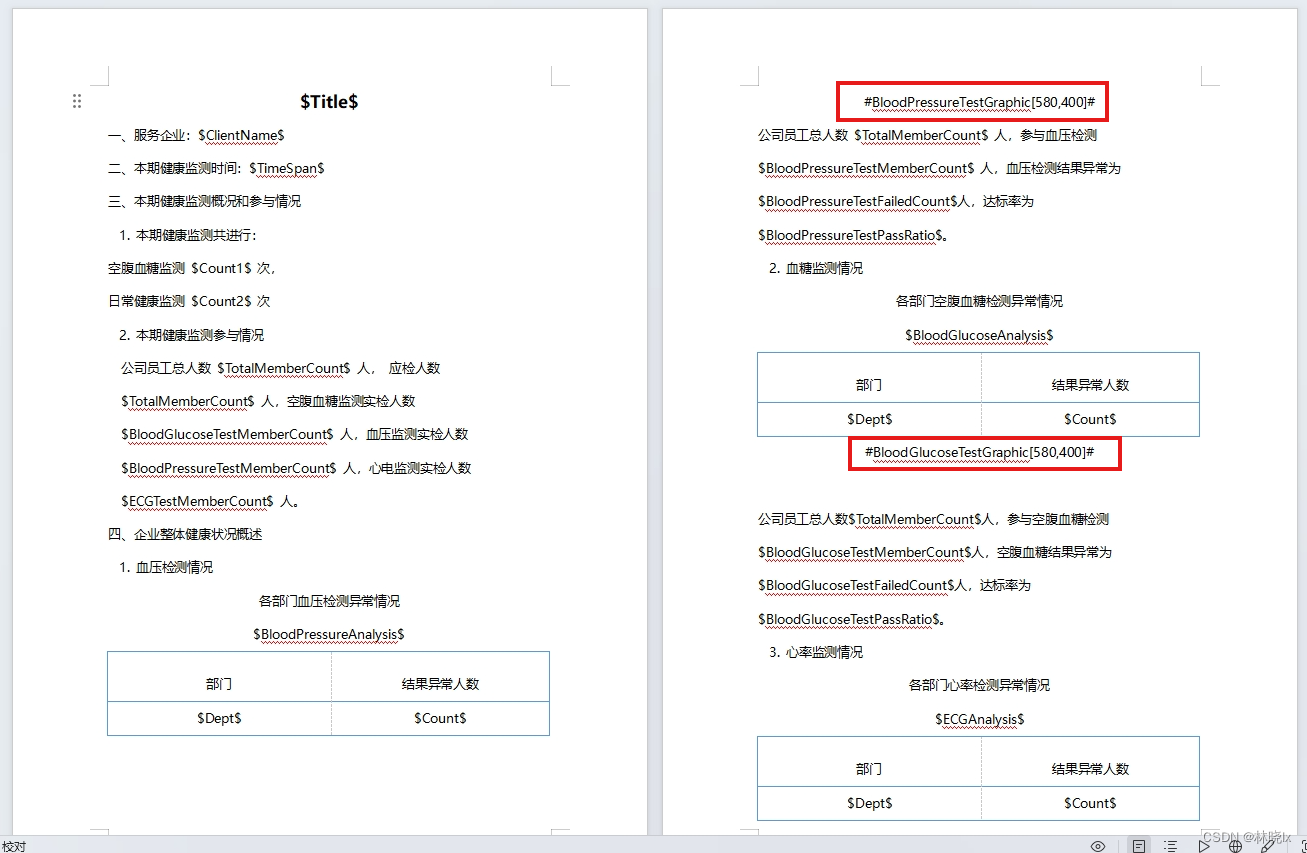 $Title$
一、服务企业：$ClientName$
二、本期健康监测时间：$TimeSpan$
三、本期健康监测概况和参与情况
1. 本期健康监测共进行：
空腹血糖监测 $Count1$ 次，
日常健康监测 $Count2$ 次
2. 本期健康监测参与情况
公司员工总人数 $TotalMemberCount$ 人， 应检人数
$TotalMemberCount$ 人，空腹血糖监测实检人数
$BloodGlucoseTestMemberCount$ 人，血压监测实检人数
$BloodPressureTestMemberCount$ 人，心电监测实检人数
$ECGTestMemberCount$ 人。
四、企业整体健康状况概述
1. 血压检测情况
各部门血压检测异常情况
$BloodPressureAnalysis$
部门 结果异常人数
$Dept$ $Count$
#BloodPressureTestGraphic[580,400]#
公司员工总人数 $TotalMemberCount$ 人，参与血压检测
$BloodPressureTestMemberCount$ 人，血压检测结果异常为
$BloodPressureTestFailedCount$人，达标率为
$BloodPressureTestPassRatio$。
2. 血糖监测情况
各部门空腹血糖检测异常情况
$BloodGlucoseAnalysis$
部门 结果异常人数
$Dept$ $Count$
#BloodGlucoseTestGraphic[580,400]#
公司员工总人数$TotalMemberCount$人，参与空腹血糖检测
$BloodGlucoseTestMemberCount$人，空腹血糖结果异常为
$BloodGlucoseTestFailedCount$人，达标率为
$BloodGlucoseTestPassRatio$。
3. 心率监测情况
各部门心率检测异常情况
$ECGAnalysis$
部门 结果异常人数
$Dept$ $Count$
校对
CSDN @林晓lx